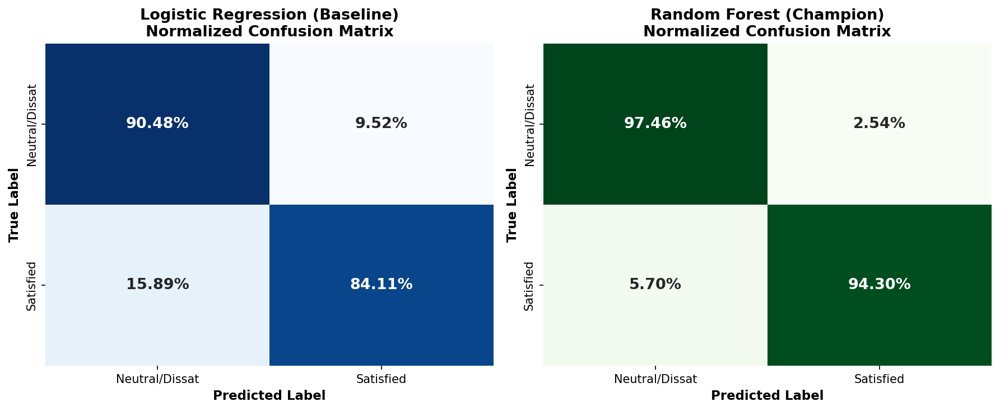 Logistic Regression (Baseline)
Normalized Confusion Matrix
True Label
Neutral/Dissat
90.48%
9.52%
Satisfied
15.89%
84.11%
Neutral/Dissat
Satisfied
Predicted Label
Random Forest (Champion)
Normalized Confusion Matrix
True Label
Neutral/Dissat
97.46%
2.54%
Satisfied
5.70%
94.30%
Neutral/Dissat
Satisfied
Predicted Label